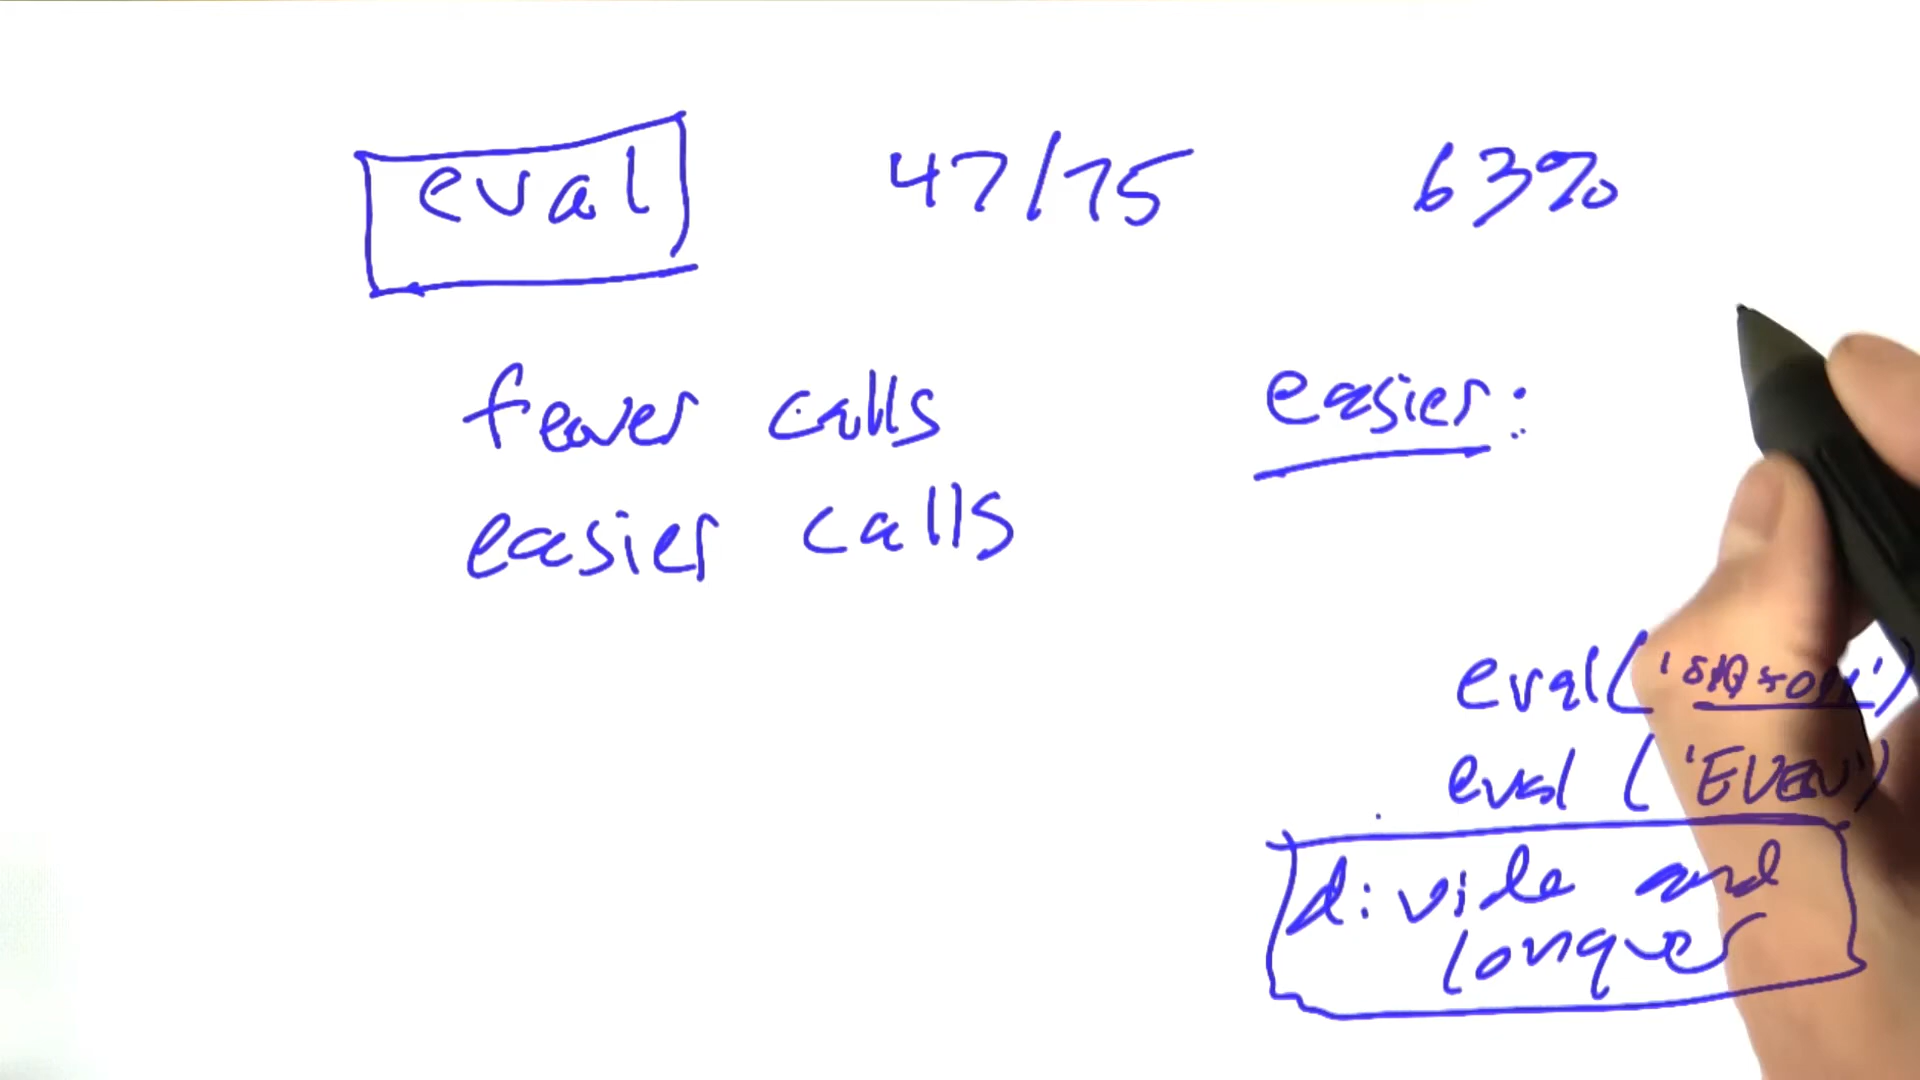 eval 47/75 63%
fewer calls easier:
easier calls
eval('
eval ('EVEN')
divide and
conquer